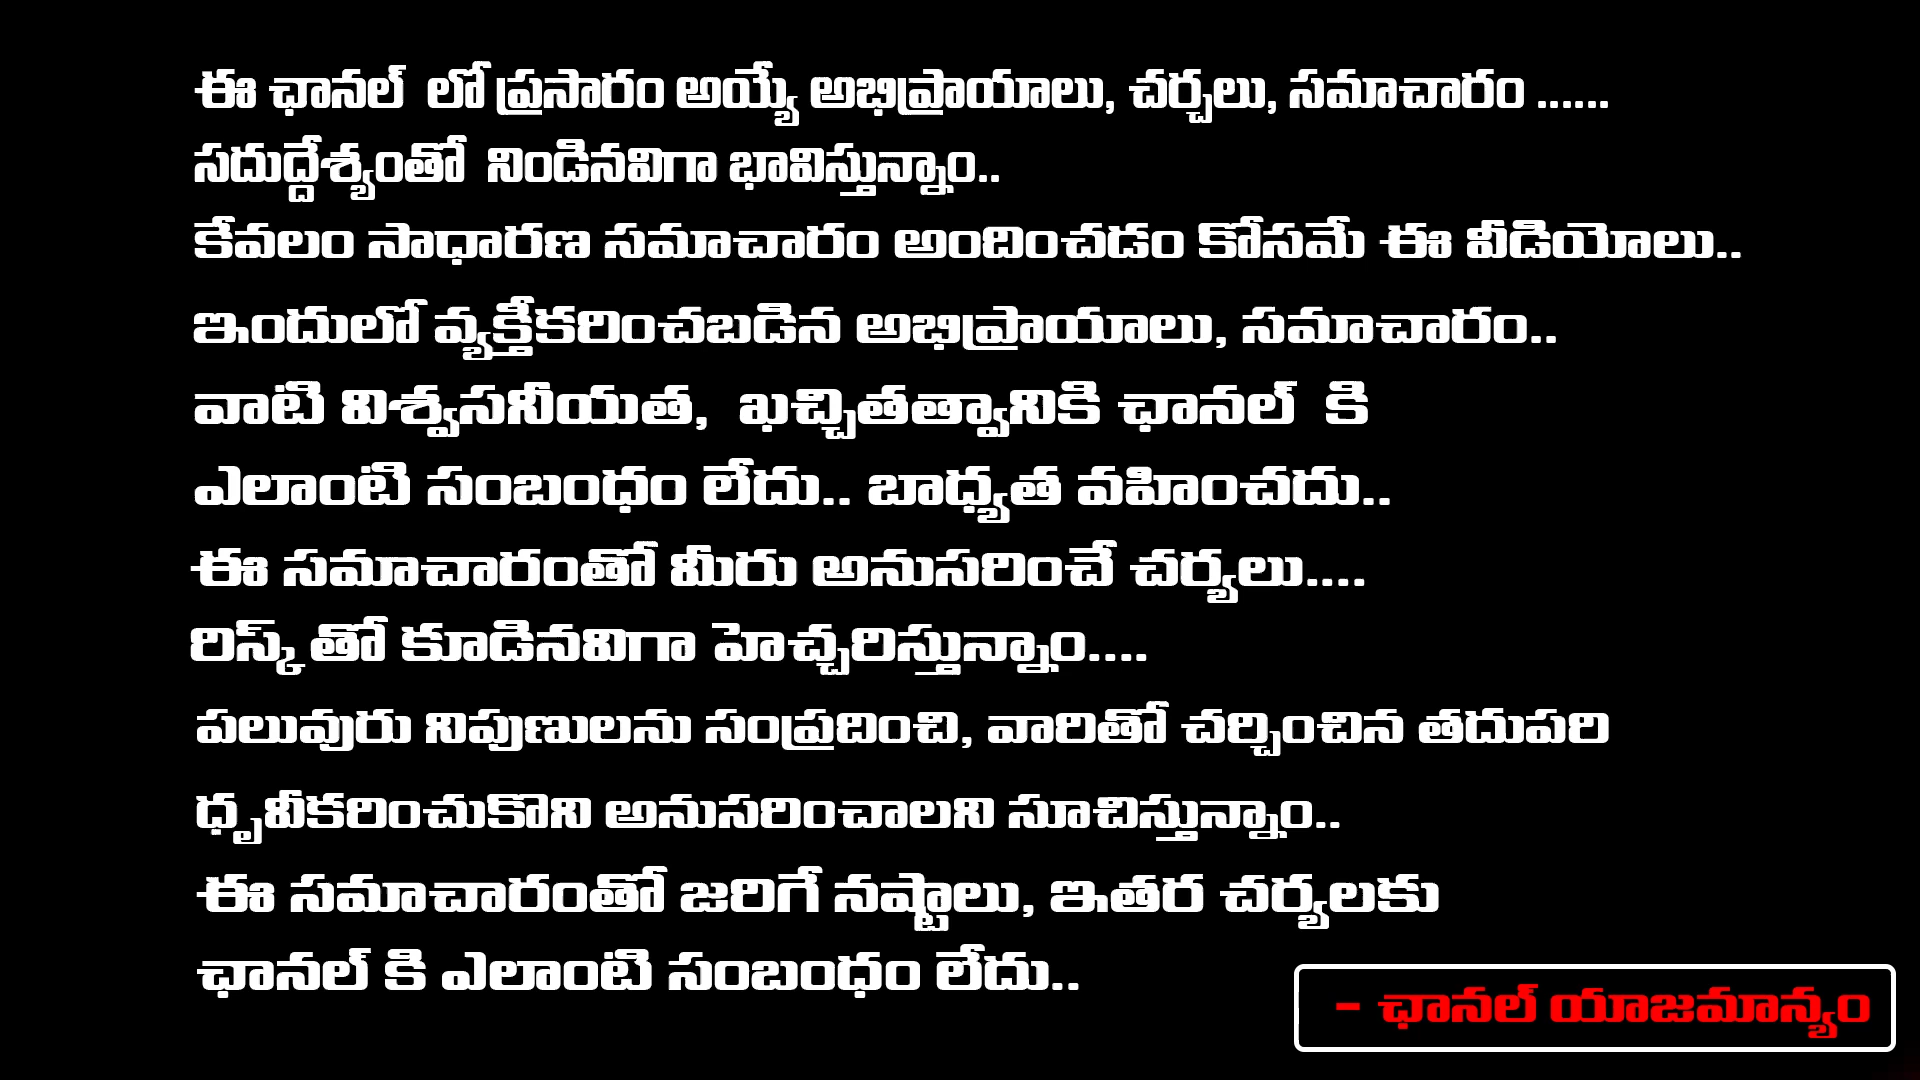 ఈ ఛానల్ లో ప్రసారం అయ్యే అభిప్రాయాలు, చర్చలు, సమాచారం ......
సదుద్దేశ్యంతో నిండినవిగా భావిస్తున్నాం..
కేవలం సాధారణ సమాచారం అందించడం కోసమే ఈ వీడియోలు..
ఇందులో వ్యక్తీకరించబడిన అభిప్రాయాలు, సమాచారం..
వాటి విశ్వసనీయత, ఖచ్చితత్వానికి ఛానల్ కి
ఎలాంటి సంబంధం లేదు.. బాధ్యత వహించదు..
ఈ సమాచారంతో మీరు అనుసరించే చర్యలు....
రిస్క్ తో కూడినవిగా హెచ్చరిస్తున్నాం....
పలువురు నిపుణులను సంప్రదించి, వారితో చర్చించిన తదుపరి
ధృవీకరించుకొని అనుసరించాలని సూచిస్తున్నాం..
ఈ సమాచారంతో జరిగే నష్టాలు, ఇతర చర్యలకు
ఛానల్ కి ఎలాంటి సంబంధం లేదు..
- ఛానల్ యాజమాన్యం